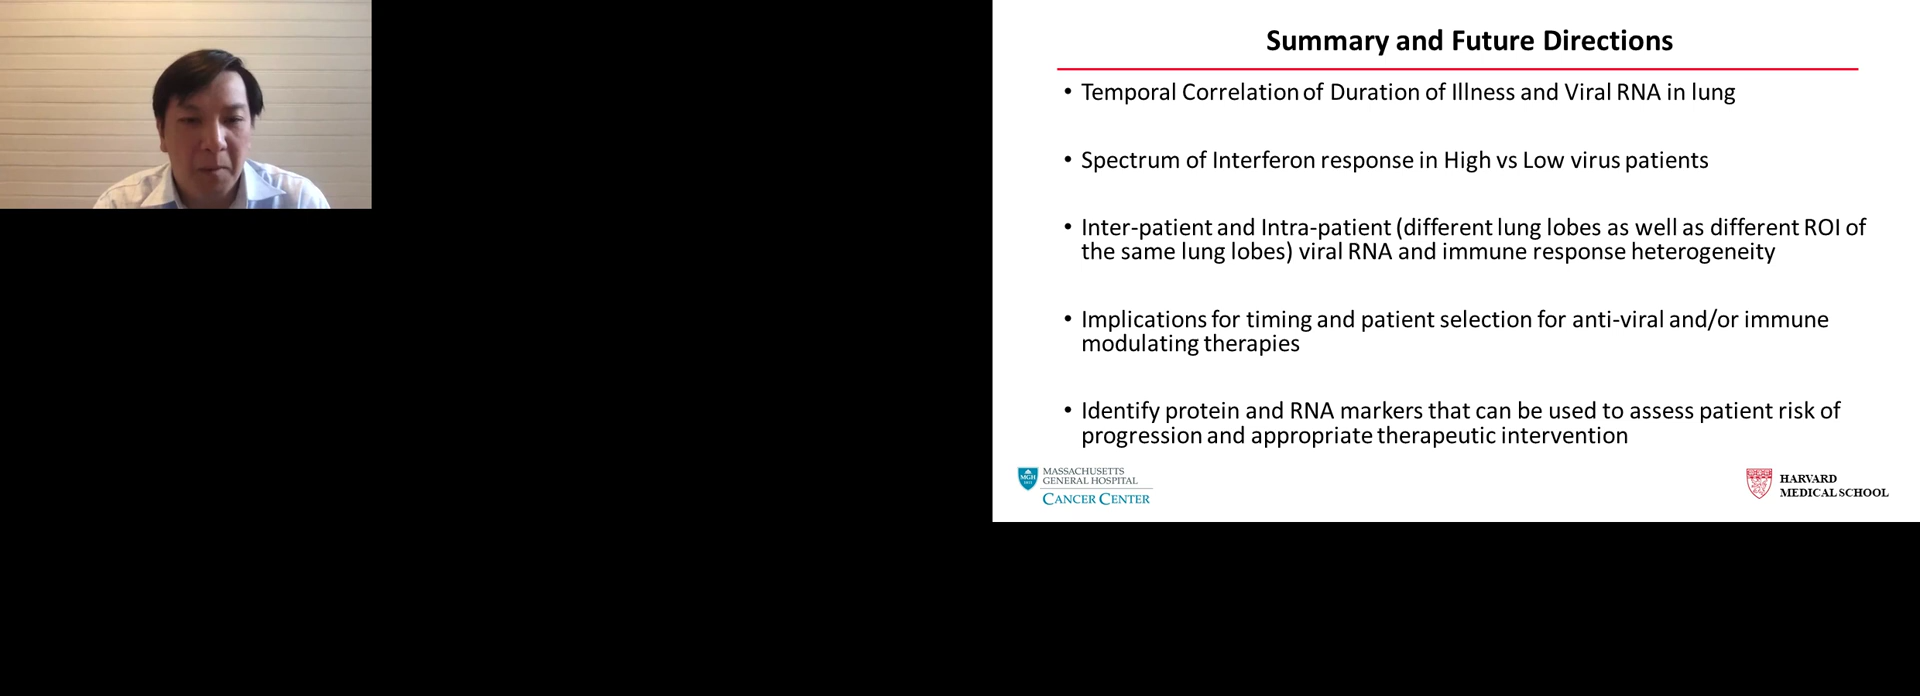 Summary and Future Directions
• Temporal Correlation of Duration of Illness and Viral RNA in lung
• Spectrum of Interferon response in High vs Low virus patients
• Inter-patient and Intra-patient (different lung lobes as well as different ROI of
the same lung lobes) viral RNA and immune response heterogeneity
• Implications for timing and patient selection for anti-viral and/or immune
modulating therapies
• Identify protein and RNA markers that can be used to assess patient risk of
progression and appropriate therapeutic intervention
MGH
MASSACHUSETTS
GENERAL HOSPITAL
CANCER CENTER
HARVARD
MEDICAL SCHOOL